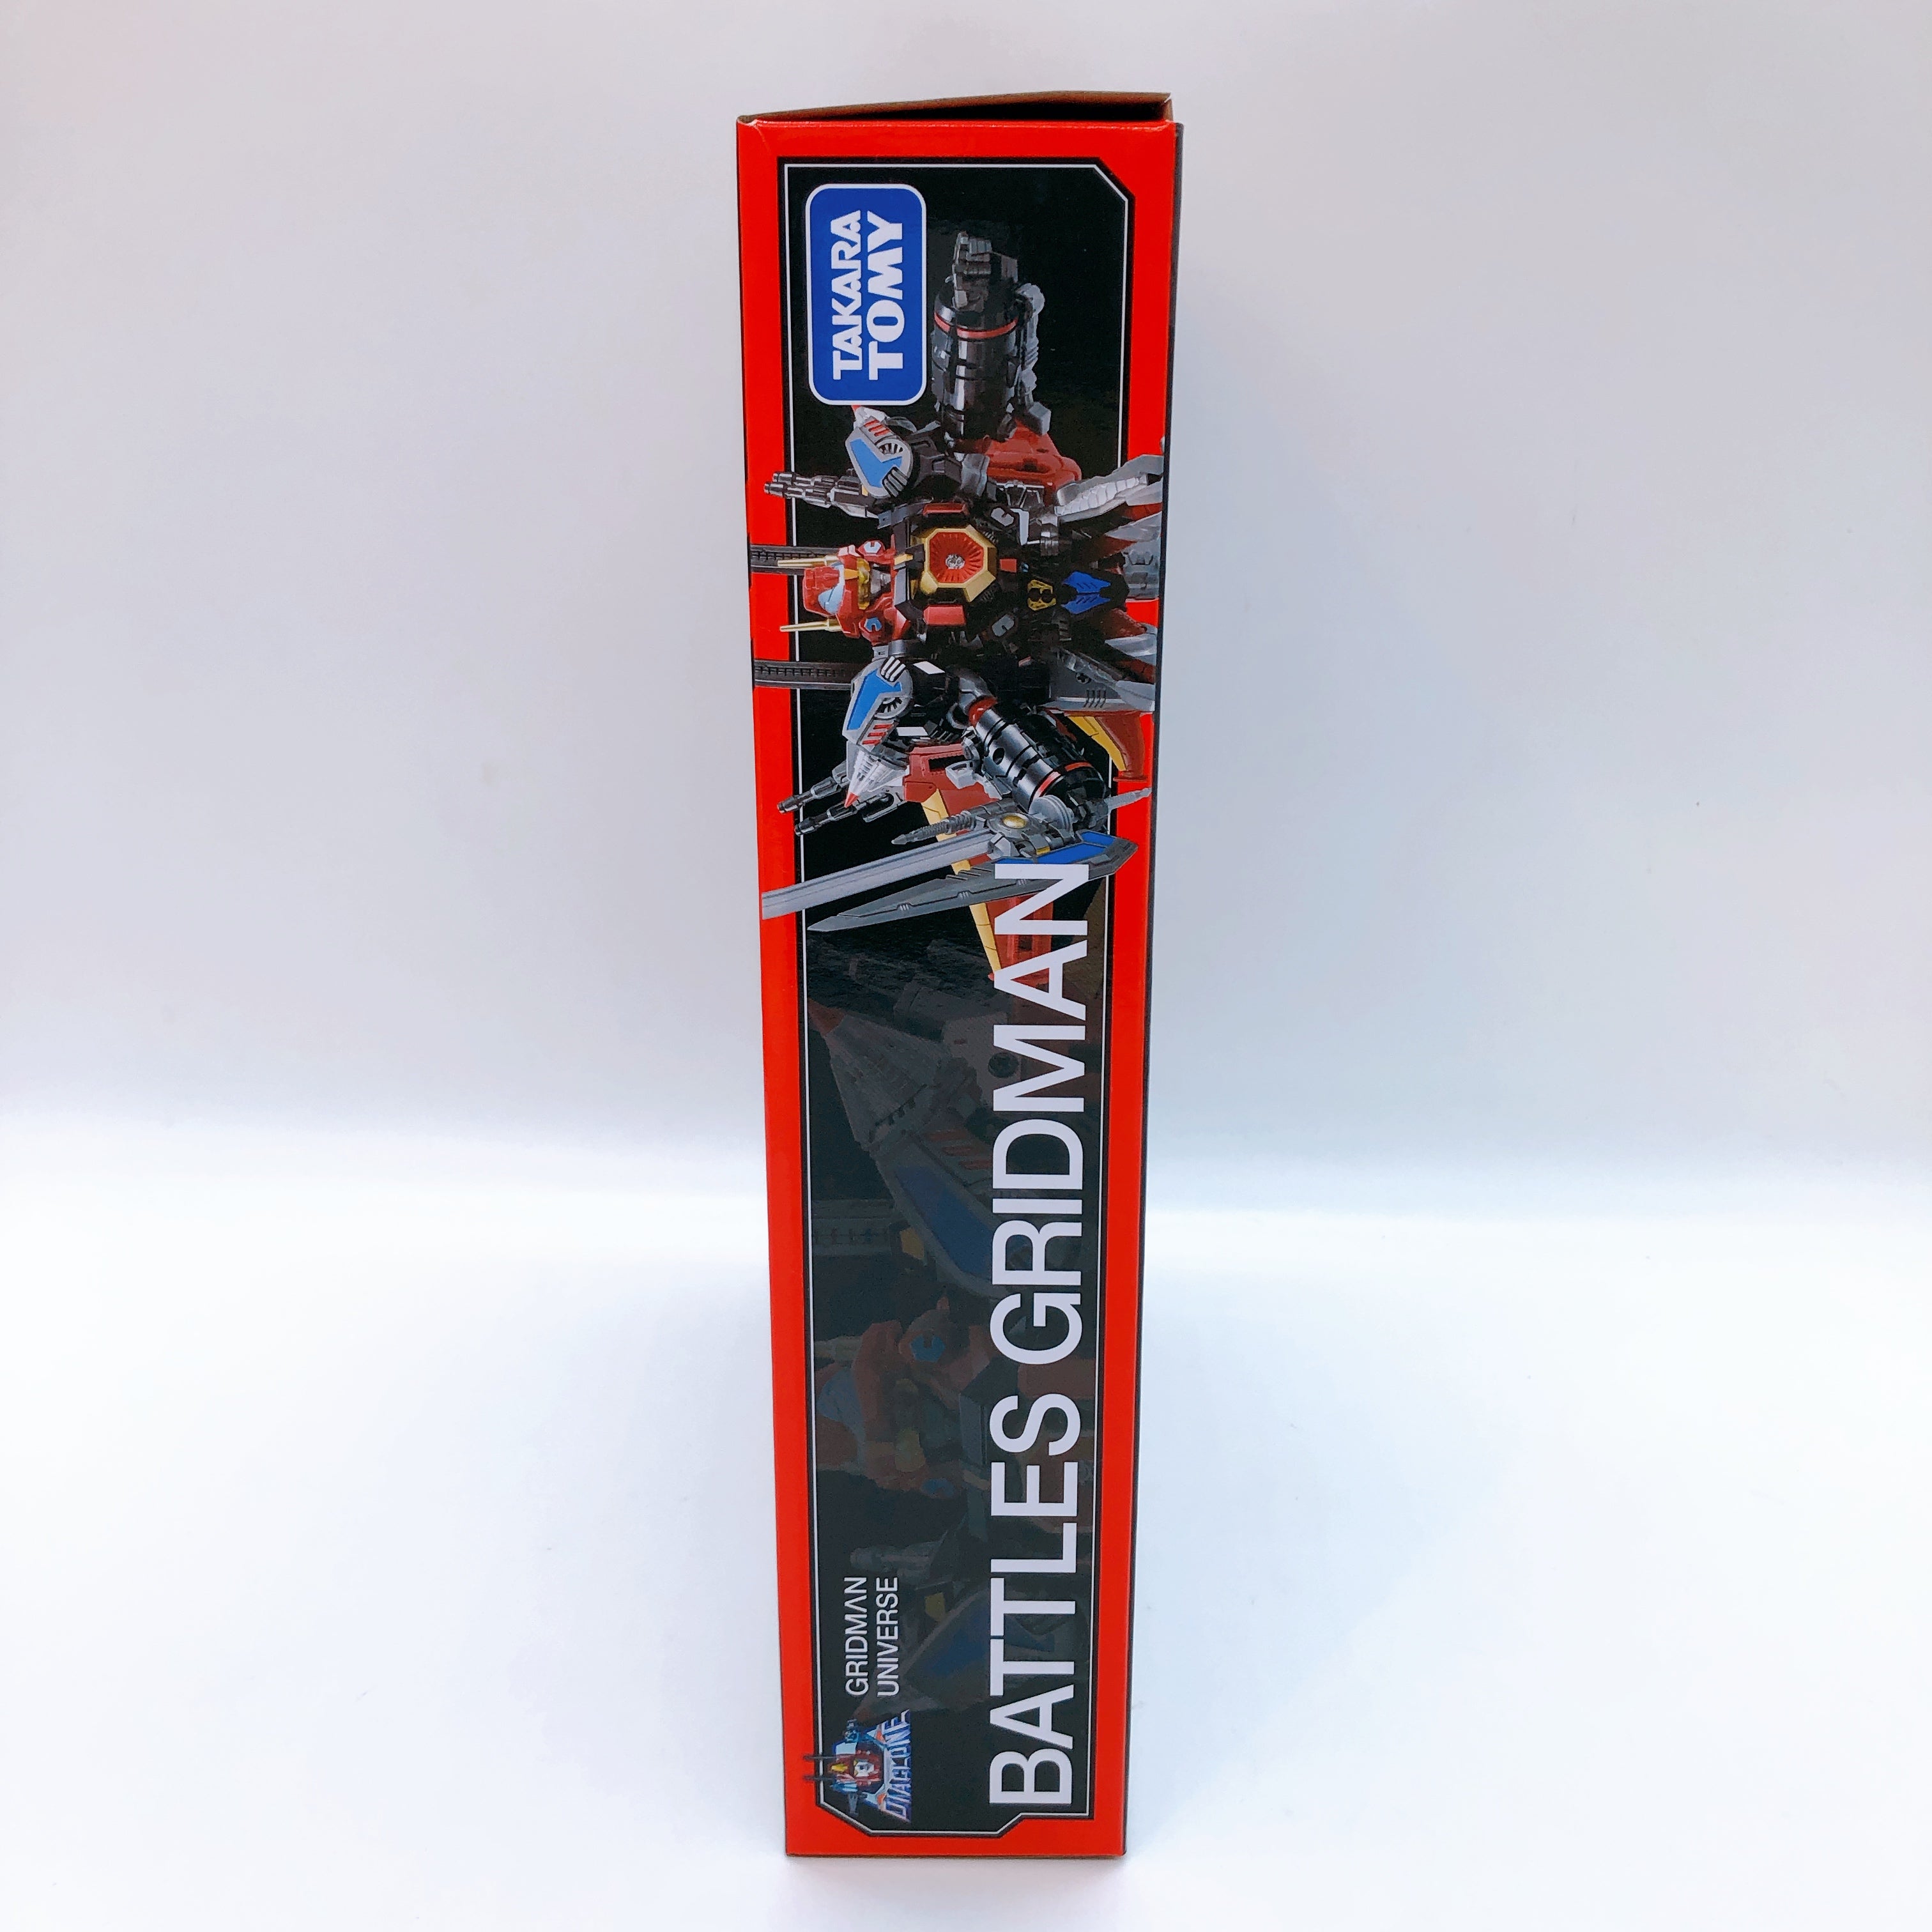 TAKARA
TOMY
BATTLES GRIDMAN
GRIDMAN
UNIVERSE
DIACLONE